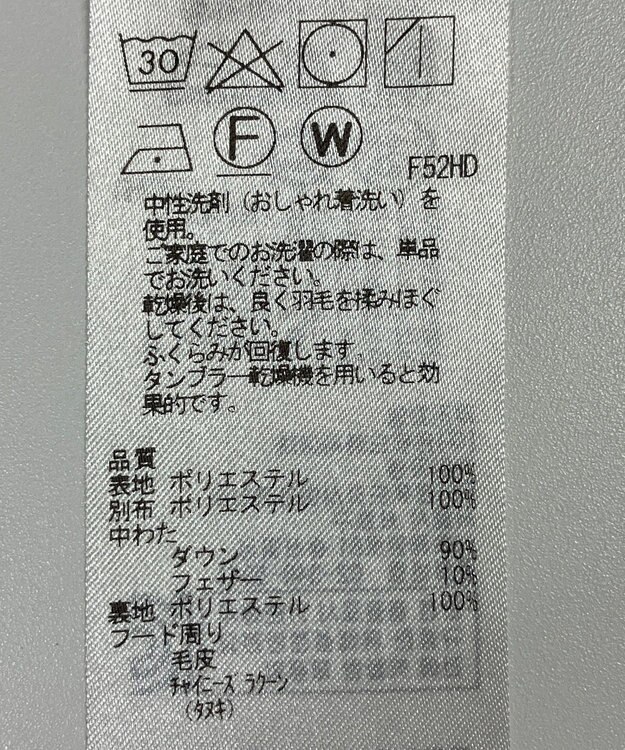 30
F W
F52HD
中性洗剤(おしゃれ着洗い)を
使用。
ご家庭でのお洗濯の際は、単品
でお洗いください。
乾燥後は、良く羽毛を揉みほぐ
してください。
ふくらみが回復します。
タンブラー乾燥機を用いると効
果的です。
品質
表地 ポリエステル 100%
別布 ポリエステル 100%
中わた
ダウン 90%
フェザー 10%
裏地 ポリエステル 100%
フード周り
毛皮
チャイニーズ ラクーン
(タヌキ)